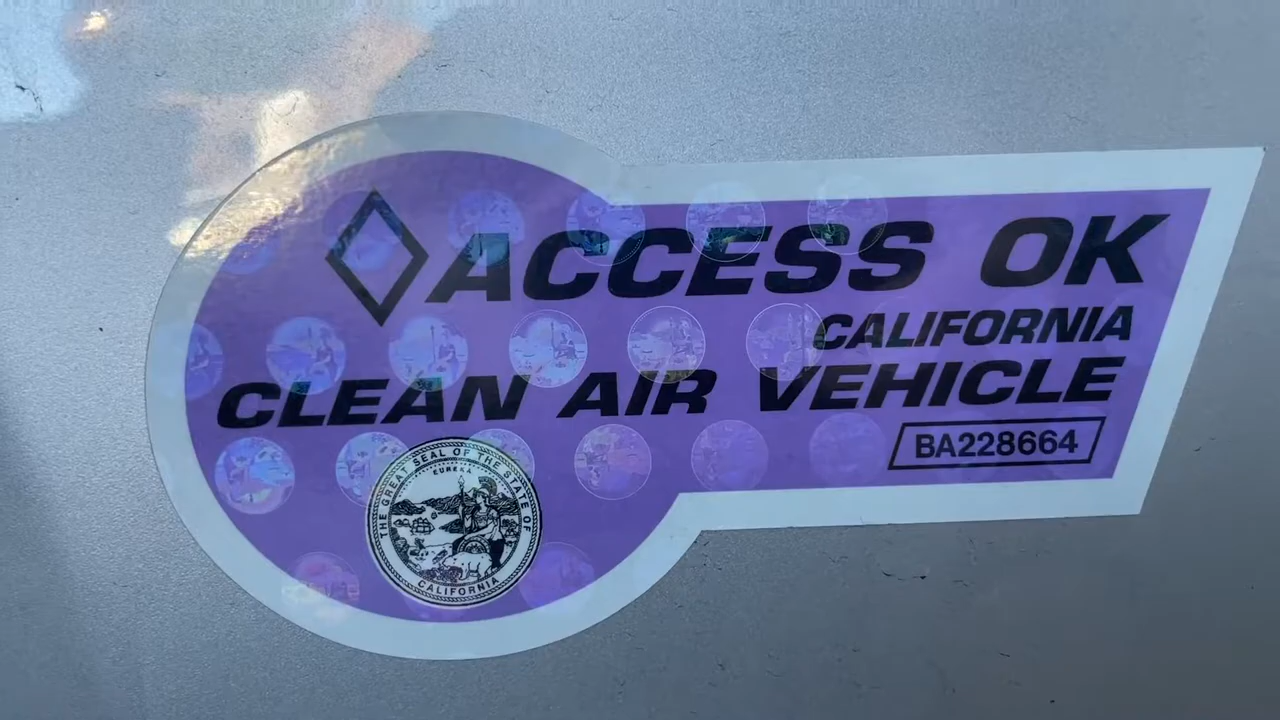 ACCESS OK
CALIFORNIA
CLEAN AIR VEHICLE
BA228664
THE GREAT SEAL OF THE STATE OF CALIFORNIA
EUREKA